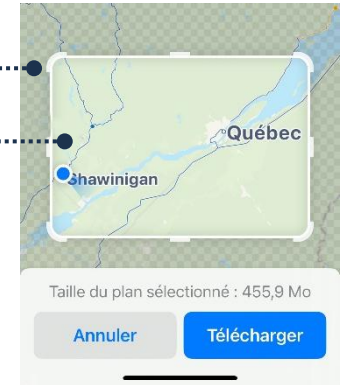 Québec
Shawinigan
Taille du plan sélectionné : 455,9 Mo
Annuler
Télécharger